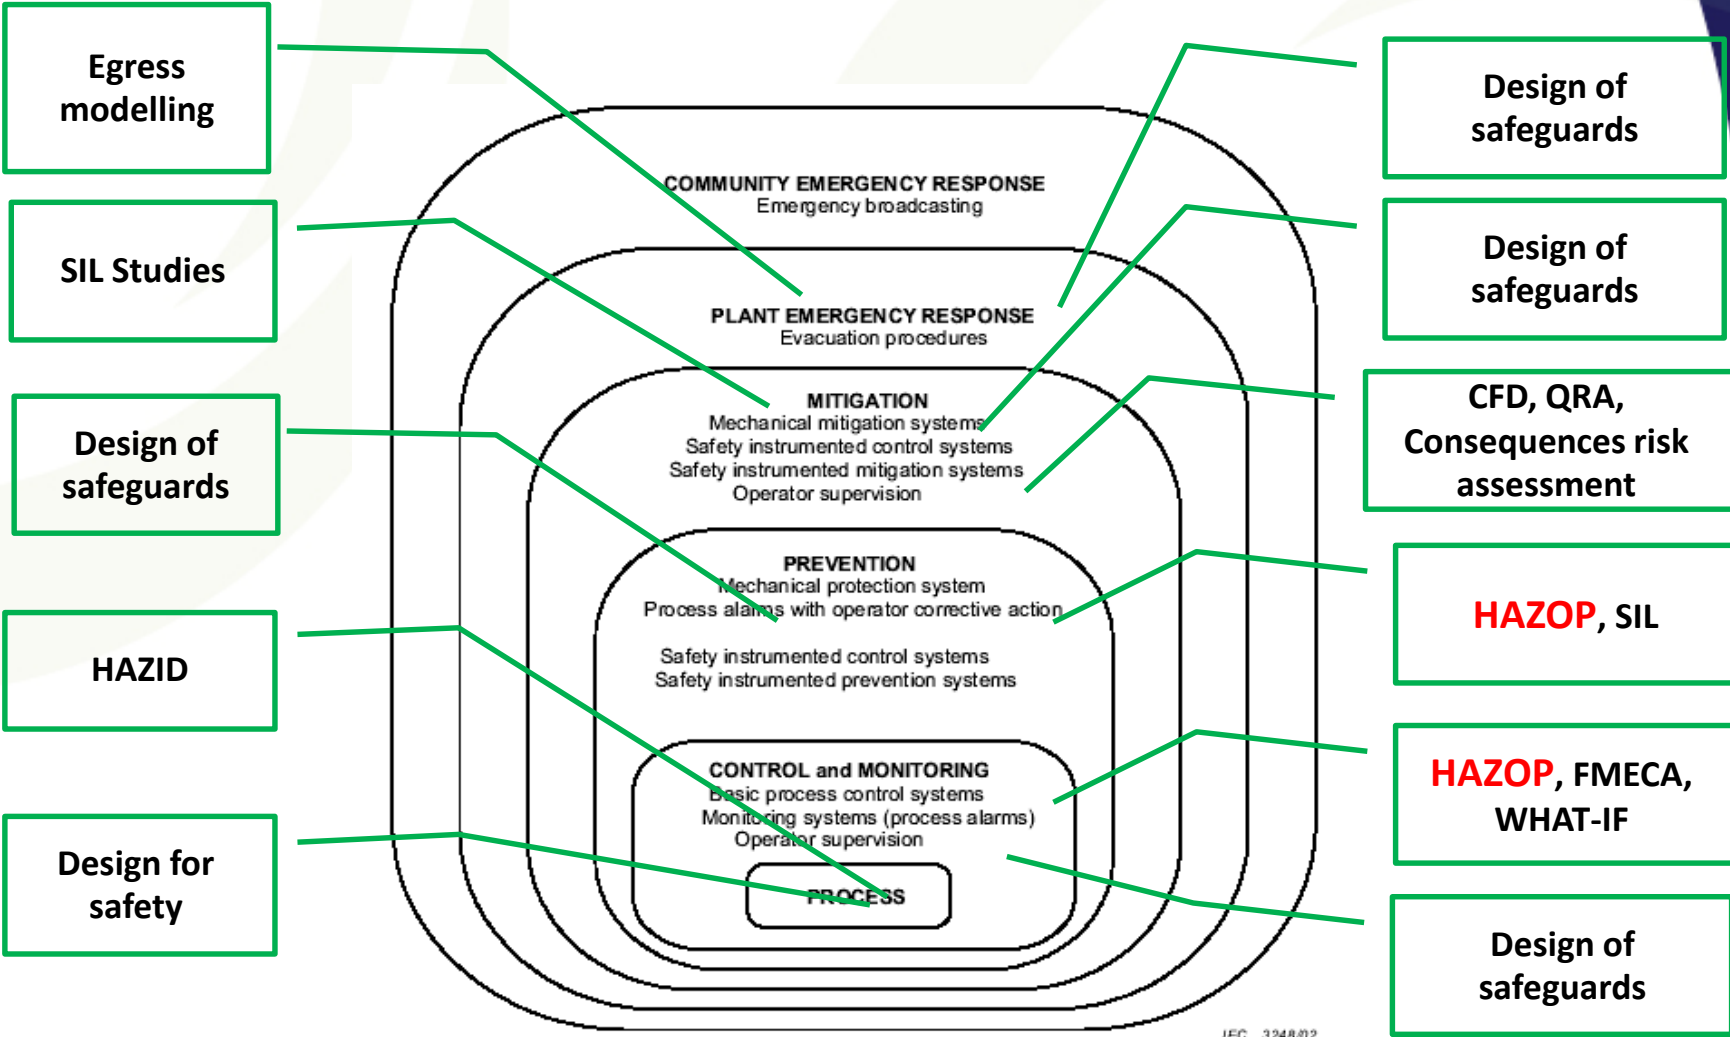 Egress
modelling
SIL Studies
Design of
safeguards
HAZID
Design for
safety
COMMUNITY EMERGENCY RESPONSE
Emergency broadcasting
PLANT EMERGENCY RESPONSE
Evacuation procedures
MITIGATION
Mechanical mitigation systems
Safety instrumented control systems
Safety instrumented mitigation systems
Operator supervision
PREVENTION
Mechanical protection system
Process alarms with operator corrective action
Safety instrumented control systems
Safety instrumented prevention systems
CONTROL and MONITORING
Basic process control systems
Monitoring systems (process alarms)
Operator supervision
PROCESS
IEC 3248/02
Design of
safeguards
Design of
safeguards
CFD, QRA,
Consequences risk
assessment
HAZOP, SIL
HAZOP, FMECA,
WHAT-IF
Design of
safeguards